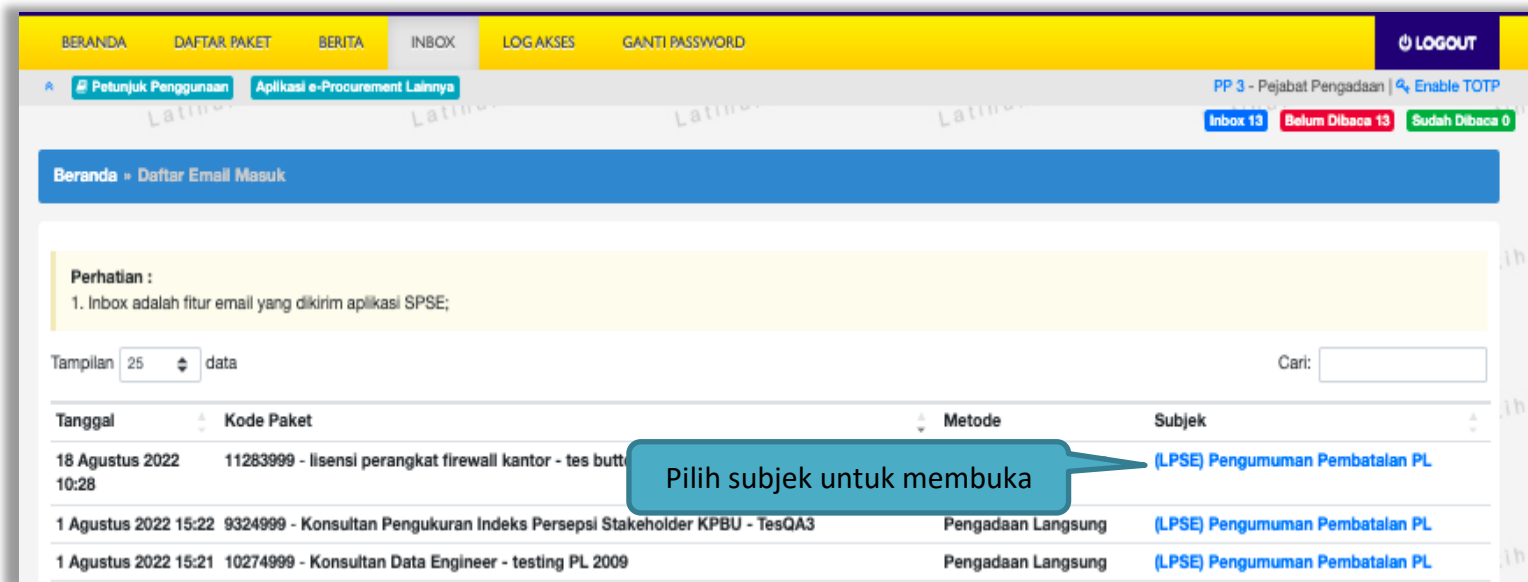 BERANDA DAFTAR PAKET BERITA INBOX LOG AKSES GANTI PASSWORD LOGOUT
Petunjuk Penggunaan Aplikasi e-Procurement Lainnya PP 3 - Pejabat Pengadaan | Enable TOTP
Inbox 13 Belum Dibaca 13 Sudah Dibaca 0
Beranda » Daftar Email Masuk
Perhatian :
1. Inbox adalah fitur email yang dikirim aplikasi SPSE;
Tampilan 25 data Cari:
Tanggal Kode Paket Metode Subjek
18 Agustus 2022 11283999 - lisensi perangkat firewall kantor - tes (LPSE) Pengumuman Pembatalan PL
10:28
Pilih subjek untuk membuka
1 Agustus 2022 15:22 9324999 - Konsultan Pengukuran Indeks Persepsi Stakeholder KPBU - TesQA3 Pengadaan Langsung (LPSE) Pengumuman Pembatalan PL
1 Agustus 2022 15:21 10274999 - Konsultan Data Engineer - testing PL 2009 Pengadaan Langsung (LPSE) Pengumuman Pembatalan PL